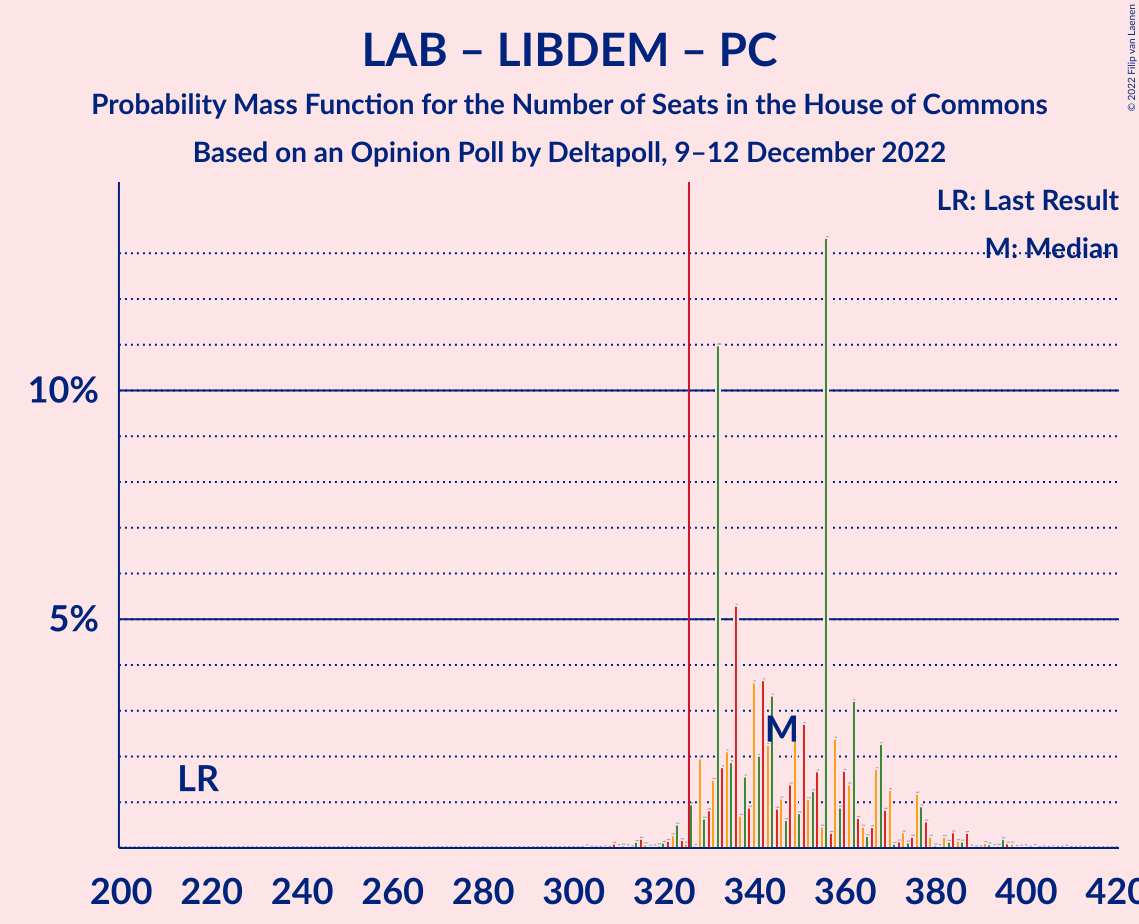 LAB – LIBDEM – PC
Probability Mass Function for the Number of Seats in the House of Commons
Based on an Opinion Poll by Deltapoll, 9–12 December 2022
© 2022 Filip van Laenen
LR: Last Result
M: Median
10%
5%
M
LR
200 220 240 260 280 300 320 340 360 380 400 420